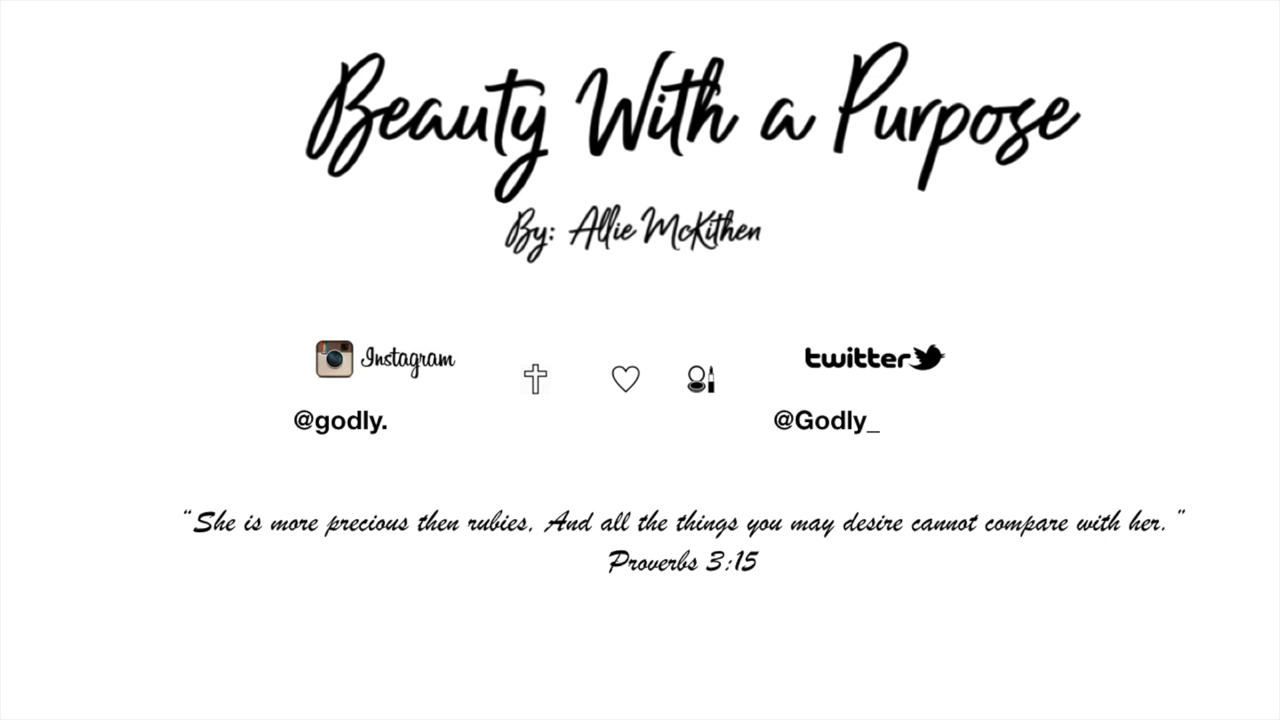 Beauty With a Purpose
By: Allie McKithen
Instagram
twitter
@godly.
@Godly_
"She is more precious then rubies, And all the things you may desire cannot compare with her."
Proverbs 3:15